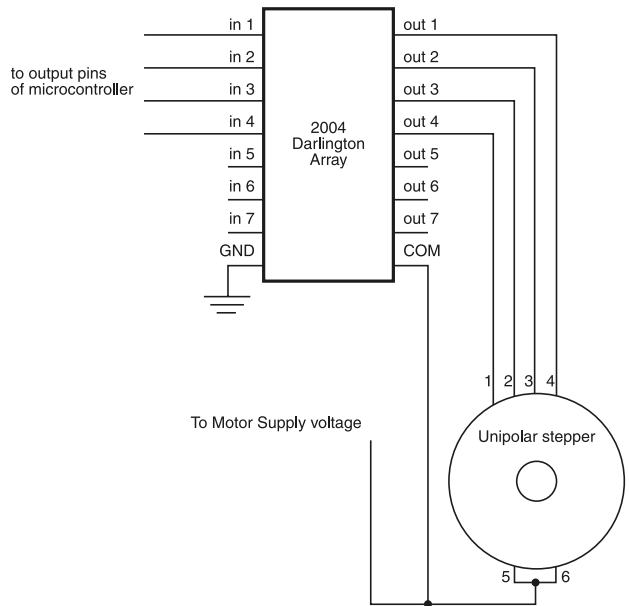 in 1
out 1
in 2
out 2
to output pins
of microcontroller
in 3
out 3
in 4
out 4
2004
Darlington
Array
in 5
out 5
in 6
out 6
in 7
out 7
GND
COM
1 2 3 4
To Motor Supply voltage
Unipolar stepper
5 6